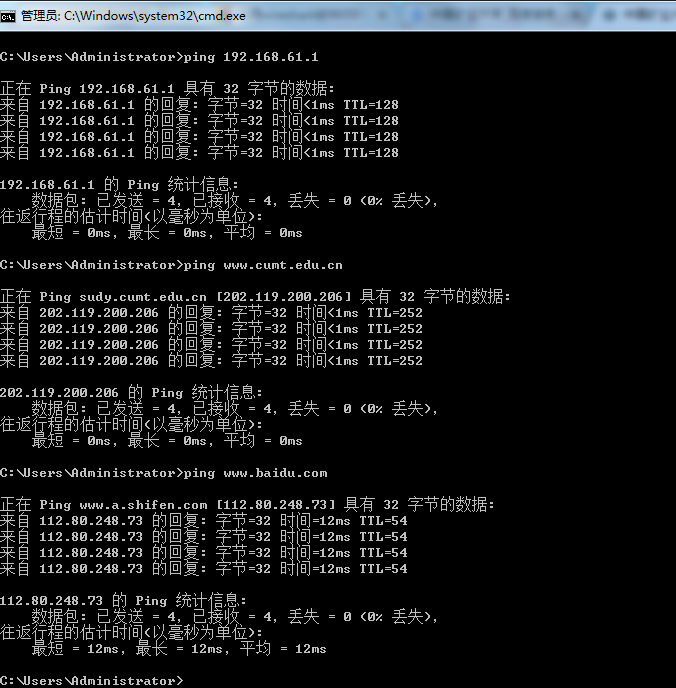 管理员: C:\Windows\system32\cmd.exe
C:\Users\Administrator>ping 192.168.61.1
正在 Ping 192.168.61.1 具有 32 字节的数据:
来自 192.168.61.1 的回复: 字节=32 时间<1ms TTL=128
来自 192.168.61.1 的回复: 字节=32 时间<1ms TTL=128
来自 192.168.61.1 的回复: 字节=32 时间<1ms TTL=128
来自 192.168.61.1 的回复: 字节=32 时间<1ms TTL=128
192.168.61.1 的 Ping 统计信息:
数据包: 已发送 = 4, 已接收 = 4, 丢失 = 0 (0% 丢失),
往返行程的估计时间(以毫秒为单位):
最短 = 0ms, 最长 = 0ms, 平均 = 0ms
C:\Users\Administrator>ping www.cumt.edu.cn
正在 Ping sudy.cumt.edu.cn [202.119.200.206] 具有 32 字节的数据:
来自 202.119.200.206 的回复: 字节=32 时间<1ms TTL=252
来自 202.119.200.206 的回复: 字节=32 时间<1ms TTL=252
来自 202.119.200.206 的回复: 字节=32 时间<1ms TTL=252
来自 202.119.200.206 的回复: 字节=32 时间<1ms TTL=252
202.119.200.206 的 Ping 统计信息:
数据包: 已发送 = 4, 已接收 = 4, 丢失 = 0 (0% 丢失),
往返行程的估计时间(以毫秒为单位):
最短 = 0ms, 最长 = 0ms, 平均 = 0ms
C:\Users\Administrator>ping www.baidu.com
正在 Ping www.a.shifen.com [112.80.248.73] 具有 32 字节的数据:
来自 112.80.248.73 的回复: 字节=32 时间=12ms TTL=54
来自 112.80.248.73 的回复: 字节=32 时间=12ms TTL=54
来自 112.80.248.73 的回复: 字节=32 时间=12ms TTL=54
来自 112.80.248.73 的回复: 字节=32 时间=12ms TTL=54
112.80.248.73 的 Ping 统计信息:
数据包: 已发送 = 4, 已接收 = 4, 丢失 = 0 (0% 丢失),
往返行程的估计时间(以毫秒为单位):
最短 = 12ms, 最长 = 12ms, 平均 = 12ms
C:\Users\Administrator>